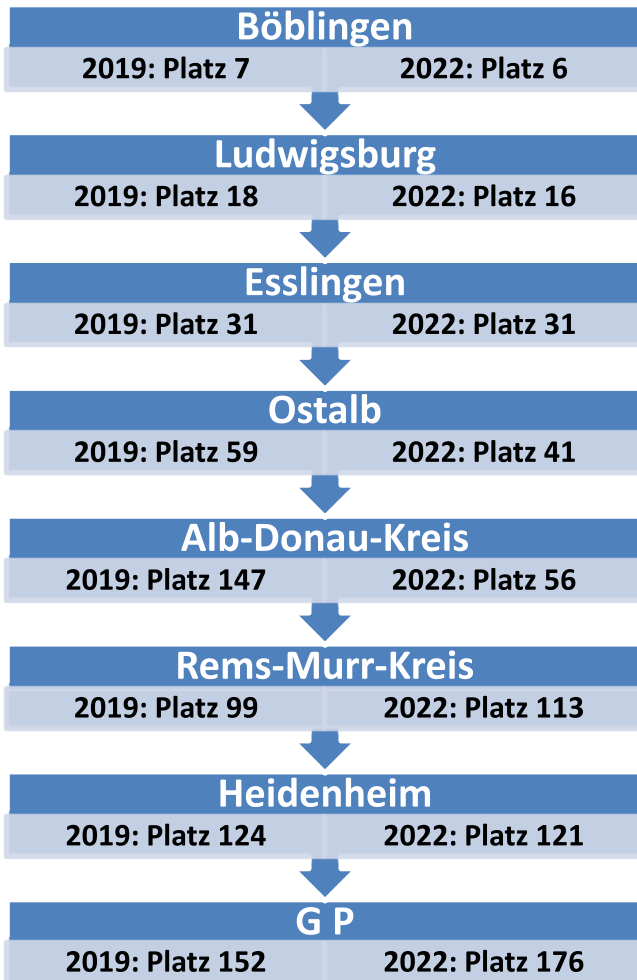 Böblingen
2019: Platz 7 2022: Platz 6
Ludwigsburg
2019: Platz 18 2022: Platz 16
Esslingen
2019: Platz 31 2022: Platz 31
Ostalb
2019: Platz 59 2022: Platz 41
Alb-Donau-Kreis
2019: Platz 147 2022: Platz 56
Rems-Murr-Kreis
2019: Platz 99 2022: Platz 113
Heidenheim
2019: Platz 124 2022: Platz 121
G P
2019: Platz 152 2022: Platz 176